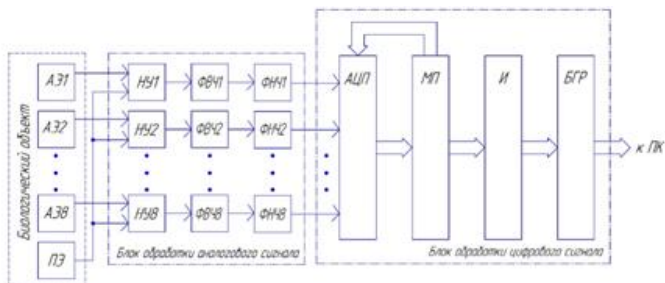 Биологический объект
АЭ1
АЭ2
АЭ8
ПЭ
НУ1
ФВЧ1
ФНЧ1
НУ2
ФВЧ2
ФНЧ2
НУ8
ФВЧ8
ФНЧ8
Блок обработки аналогового сигнала
АЦП
МП
И
БГР
к ПК
Блок обработки цифрового сигнала